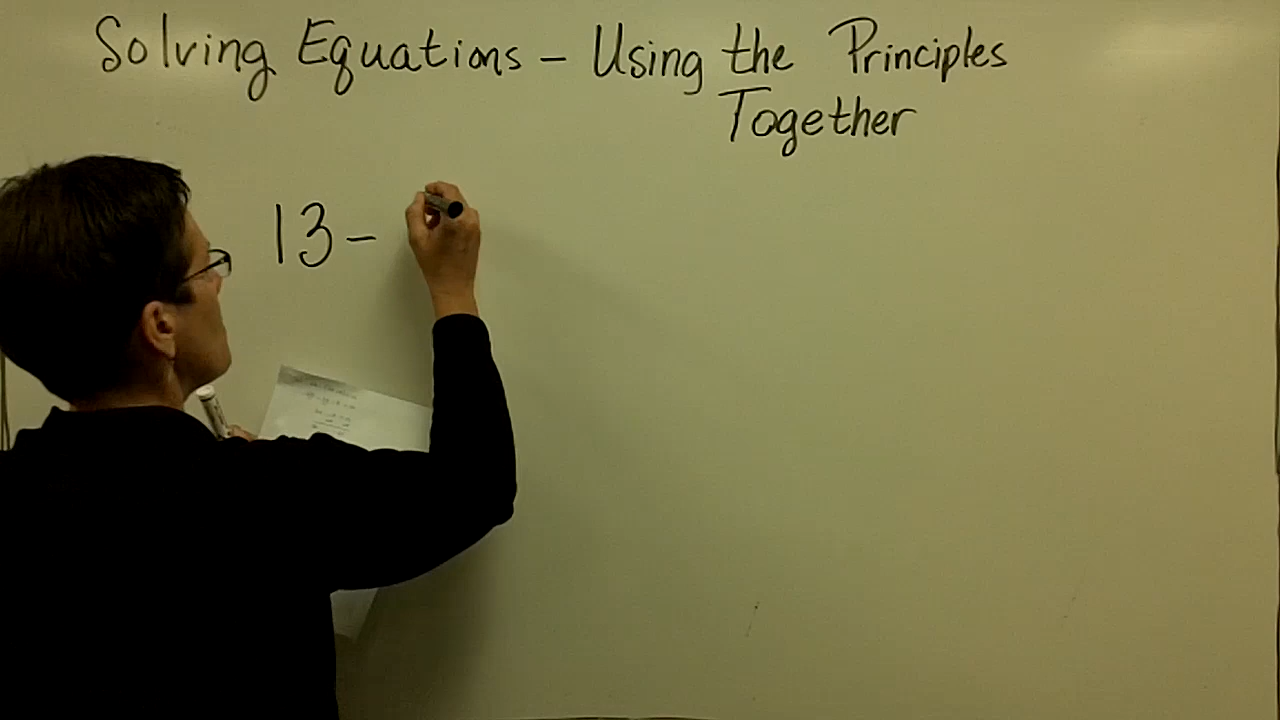 Solving Equations – Using the Principles
Together
13 –